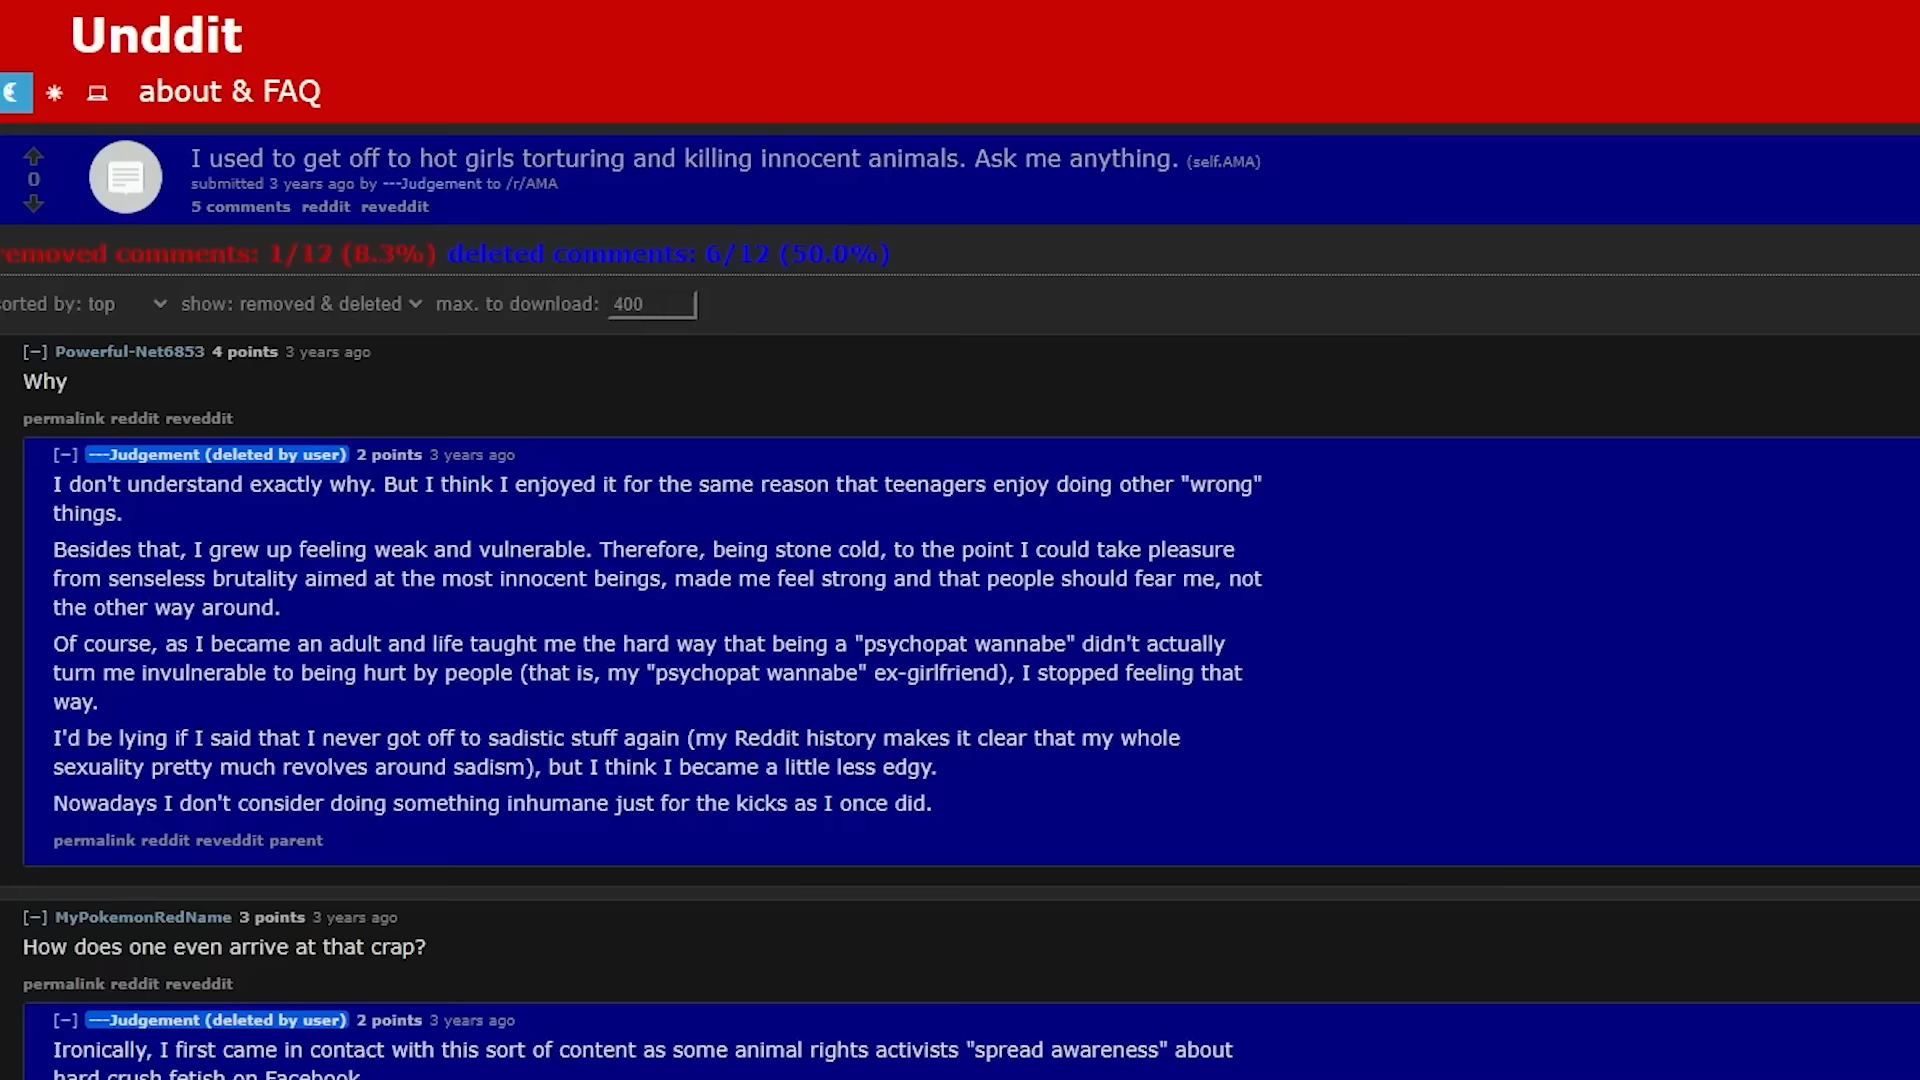 Unddit
about & FAQ
I used to get off to hot girls torturing and killing innocent animals. Ask me anything. (self.AMA)
0
submitted 3 years ago by ---Judgement to /r/AMA
5 comments reddit reveddit
removed comments: 1/12 (8.3%) deleted comments: 6/12 (50.0%)
sorted by: top show: removed & deleted max. to download: 400
[−] Powerful-Net6853 4 points 3 years ago
Why
permalink reddit reveddit
[−] ---Judgement (deleted by user) 2 points 3 years ago
I don't understand exactly why. But I think I enjoyed it for the same reason that teenagers enjoy doing other "wrong"
things.
Besides that, I grew up feeling weak and vulnerable. Therefore, being stone cold, to the point I could take pleasure
from senseless brutality aimed at the most innocent beings, made me feel strong and that people should fear me, not
the other way around.
Of course, as I became an adult and life taught me the hard way that being a "psychopat wannabe" didn't actually
turn me invulnerable to being hurt by people (that is, my "psychopat wannabe" ex-girlfriend), I stopped feeling that
way.
I'd be lying if I said that I never got off to sadistic stuff again (my Reddit history makes it clear that my whole
sexuality pretty much revolves around sadism), but I think I became a little less edgy.
Nowadays I don't consider doing something inhumane just for the kicks as I once did.
permalink reddit reveddit parent
[−] MyPokemonRedName 3 points 3 years ago
How does one even arrive at that crap?
permalink reddit reveddit
[−] ---Judgement (deleted by user) 2 points 3 years ago
Ironically, I first came in contact with this sort of content as some animal rights activists "spread awareness" about
hard crush fetish on Facebook